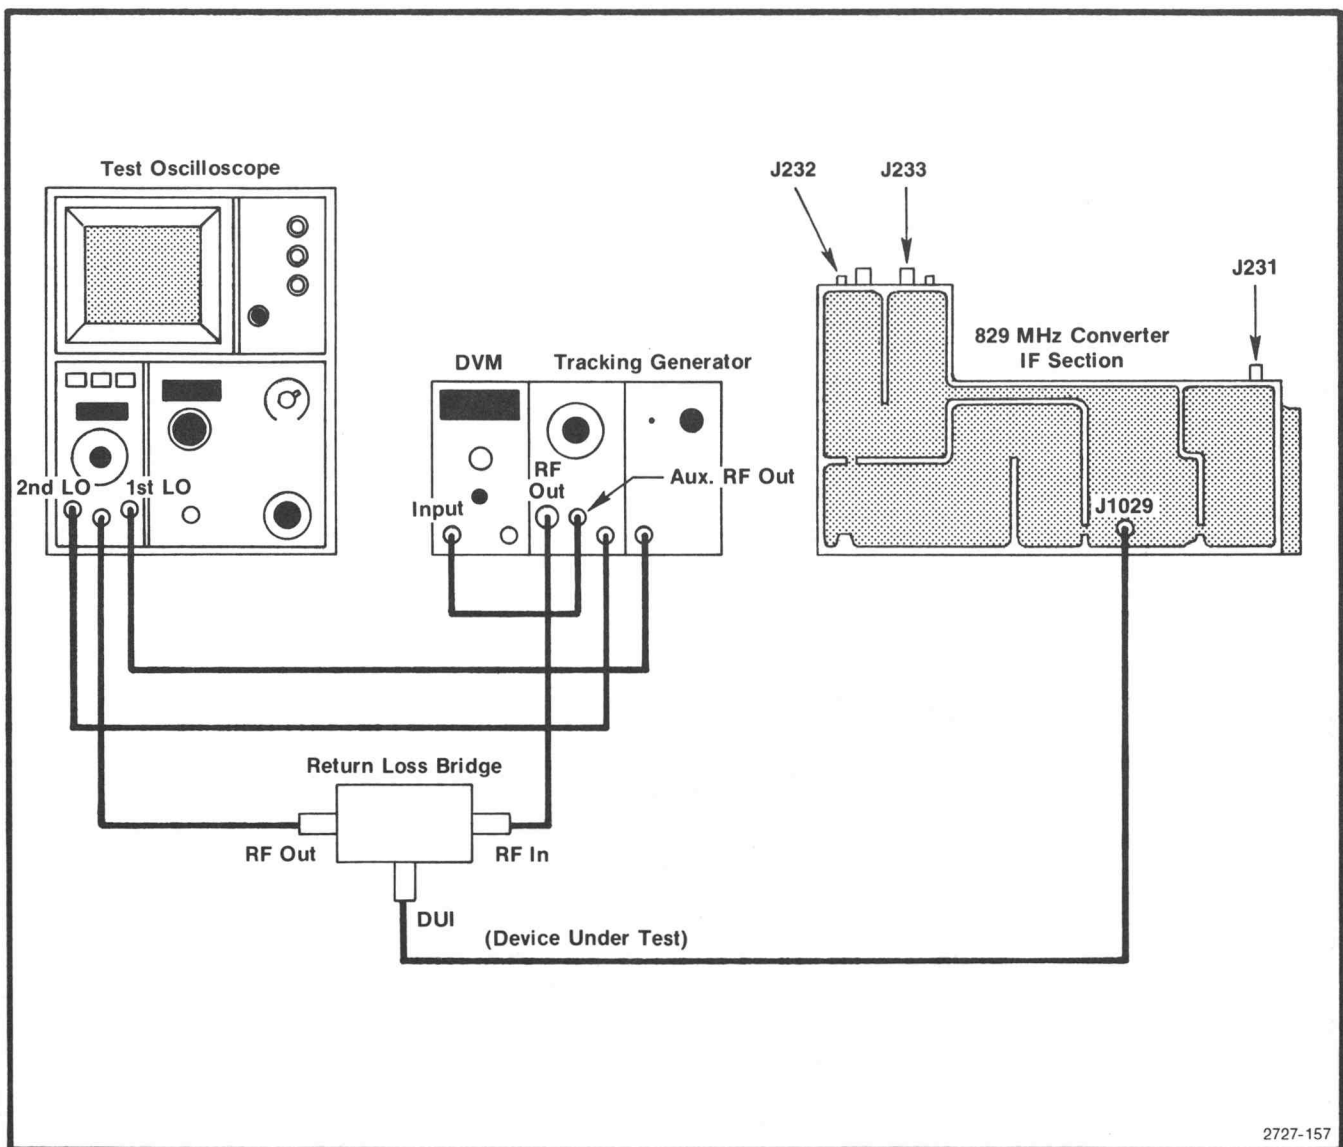 Test Oscilloscope
J232
J233
J231
829 MHz Converter
IF Section
DVM
Tracking Generator
2nd LO
1st LO
RF
Out
Aux. RF Out
Input
J1029
Return Loss Bridge
RF Out
RF In
DUI
(Device Under Test)
2727-157